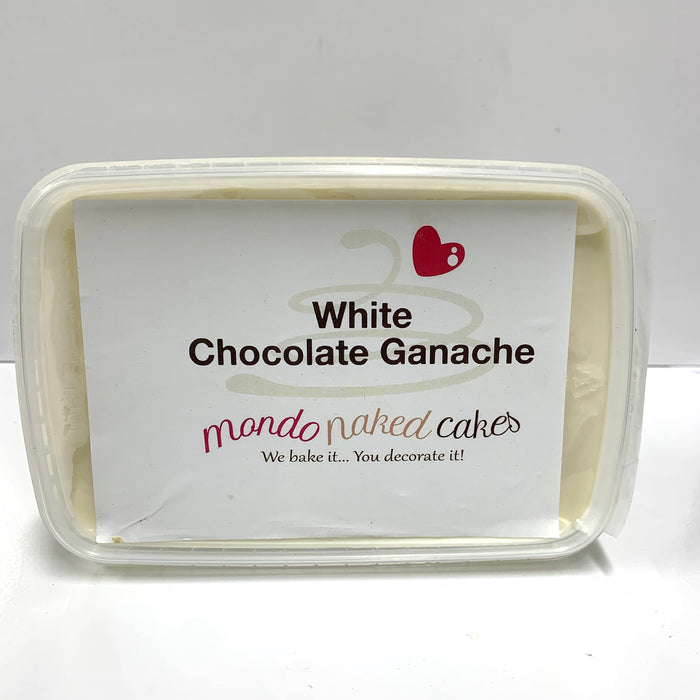 White
Chocolate Ganache
mondo naked cakes
We bake it... You decorate it!